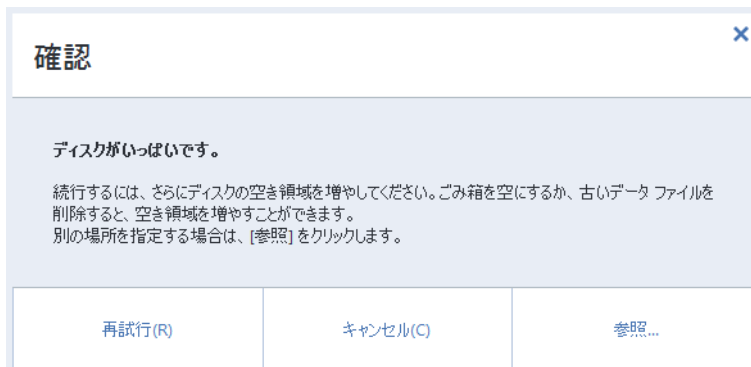 確認
ディスクがいっぱいです。
続行するには、さらにディスクの空き領域を増やしてください。ごみ箱を空にするか、古いデータ ファイルを
削除すると、空き領域を増やすことができます。
別の場所を指定する場合は、[参照] をクリックします。
再試行(R)
キャンセル(C)
参照...